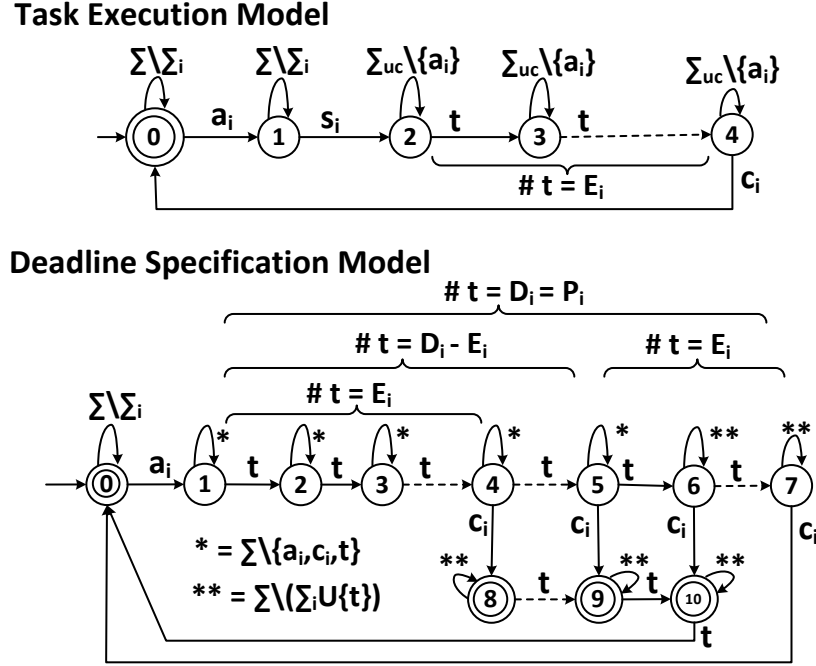 Task Execution Model
∑\∑i ∑\∑i ∑uc\{ai} ∑uc\{ai} ∑uc\{ai}
0 ai 1 si 2 t 3 t 4
# t = Ei
ci
Deadline Specification Model
# t = Di = Pi
# t = Di - Ei # t = Ei
# t = Ei
∑\∑i * * * * * ** **
0 ai 1 t 2 t 3 t 4 t 5 t 6 t 7
ci ci ci ci
* = ∑\{ai,ci,t}
** = ∑\(∑iU{t})
** ** **
8 t 9 t 10
t